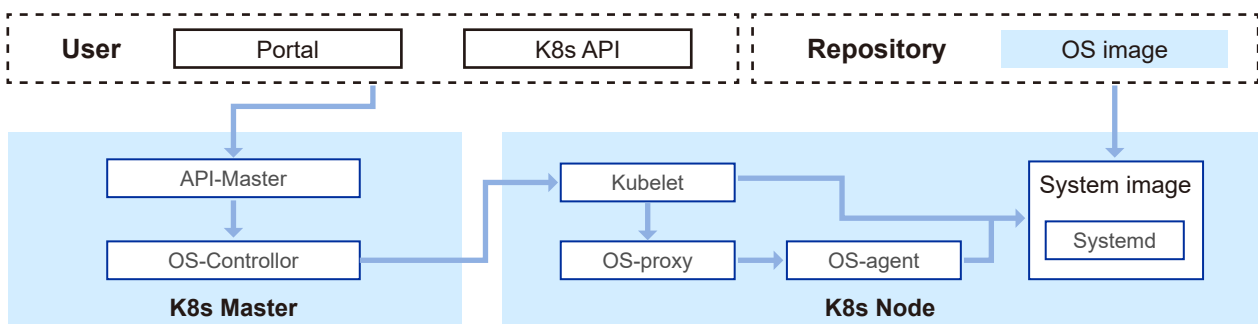 User
Portal
K8s API
Repository
OS image
API-Master
OS-Controllor
K8s Master
Kubelet
OS-proxy
OS-agent
System image
Systemd
K8s Node